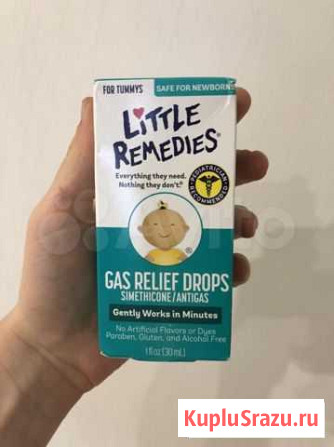 FOR TUMMYS
SAFE FOR NEWBORNS
LiTTLE
REMEDIES®
Everything they need.
Nothing they don't.®
PEDIATRICIAN RECOMMENDED
GAS RELIEF DROPS
SIMETHICONE/ANTIGAS
Gently Works in Minutes
No Artificial Flavors or Dyes
Paraben, Gluten, and Alcohol Free
1 fl oz (30 mL)
KupluSrazu.ru